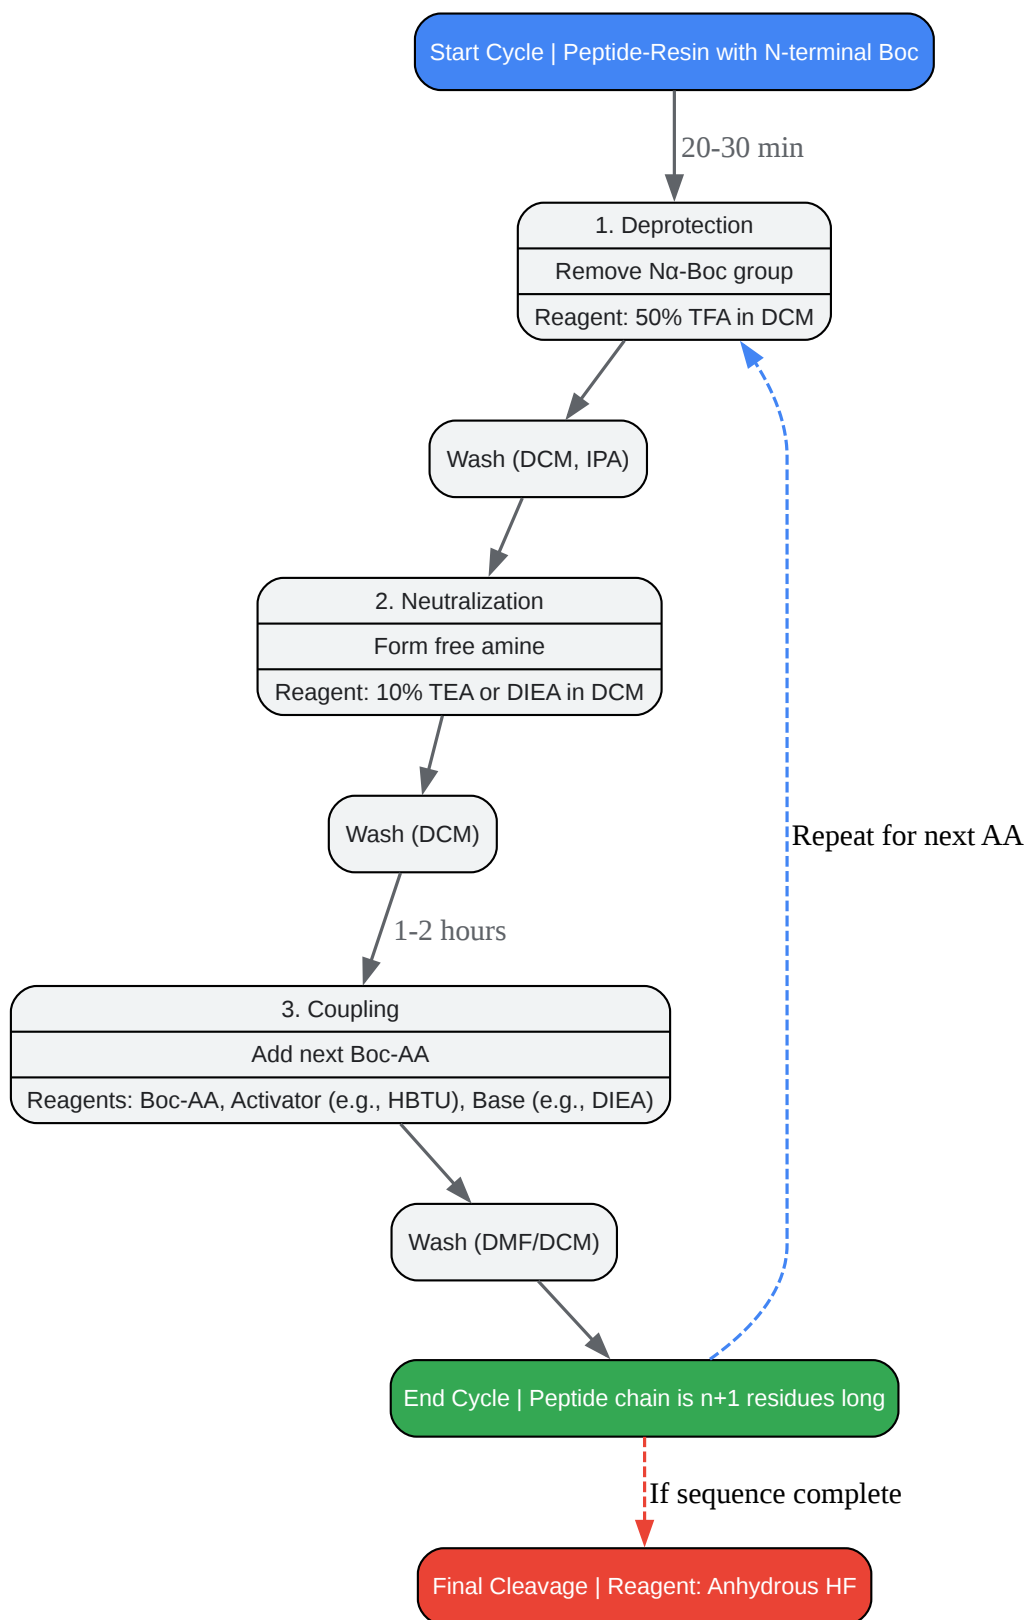 Start Cycle | Peptide-Resin with N-terminal Boc
20-30 min
1. Deprotection
Remove Nα-Boc group
Reagent: 50% TFA in DCM
Wash (DCM, IPA)
2. Neutralization
Form free amine
Reagent: 10% TEA or DIEA in DCM
Wash (DCM)
Repeat for next AA
1-2 hours
3. Coupling
Add next Boc-AA
Reagents: Boc-AA, Activator (e.g., HBTU), Base (e.g., DIEA)
Wash (DMF/DCM)
End Cycle | Peptide chain is n+1 residues long
If sequence complete
Final Cleavage | Reagent: Anhydrous HF